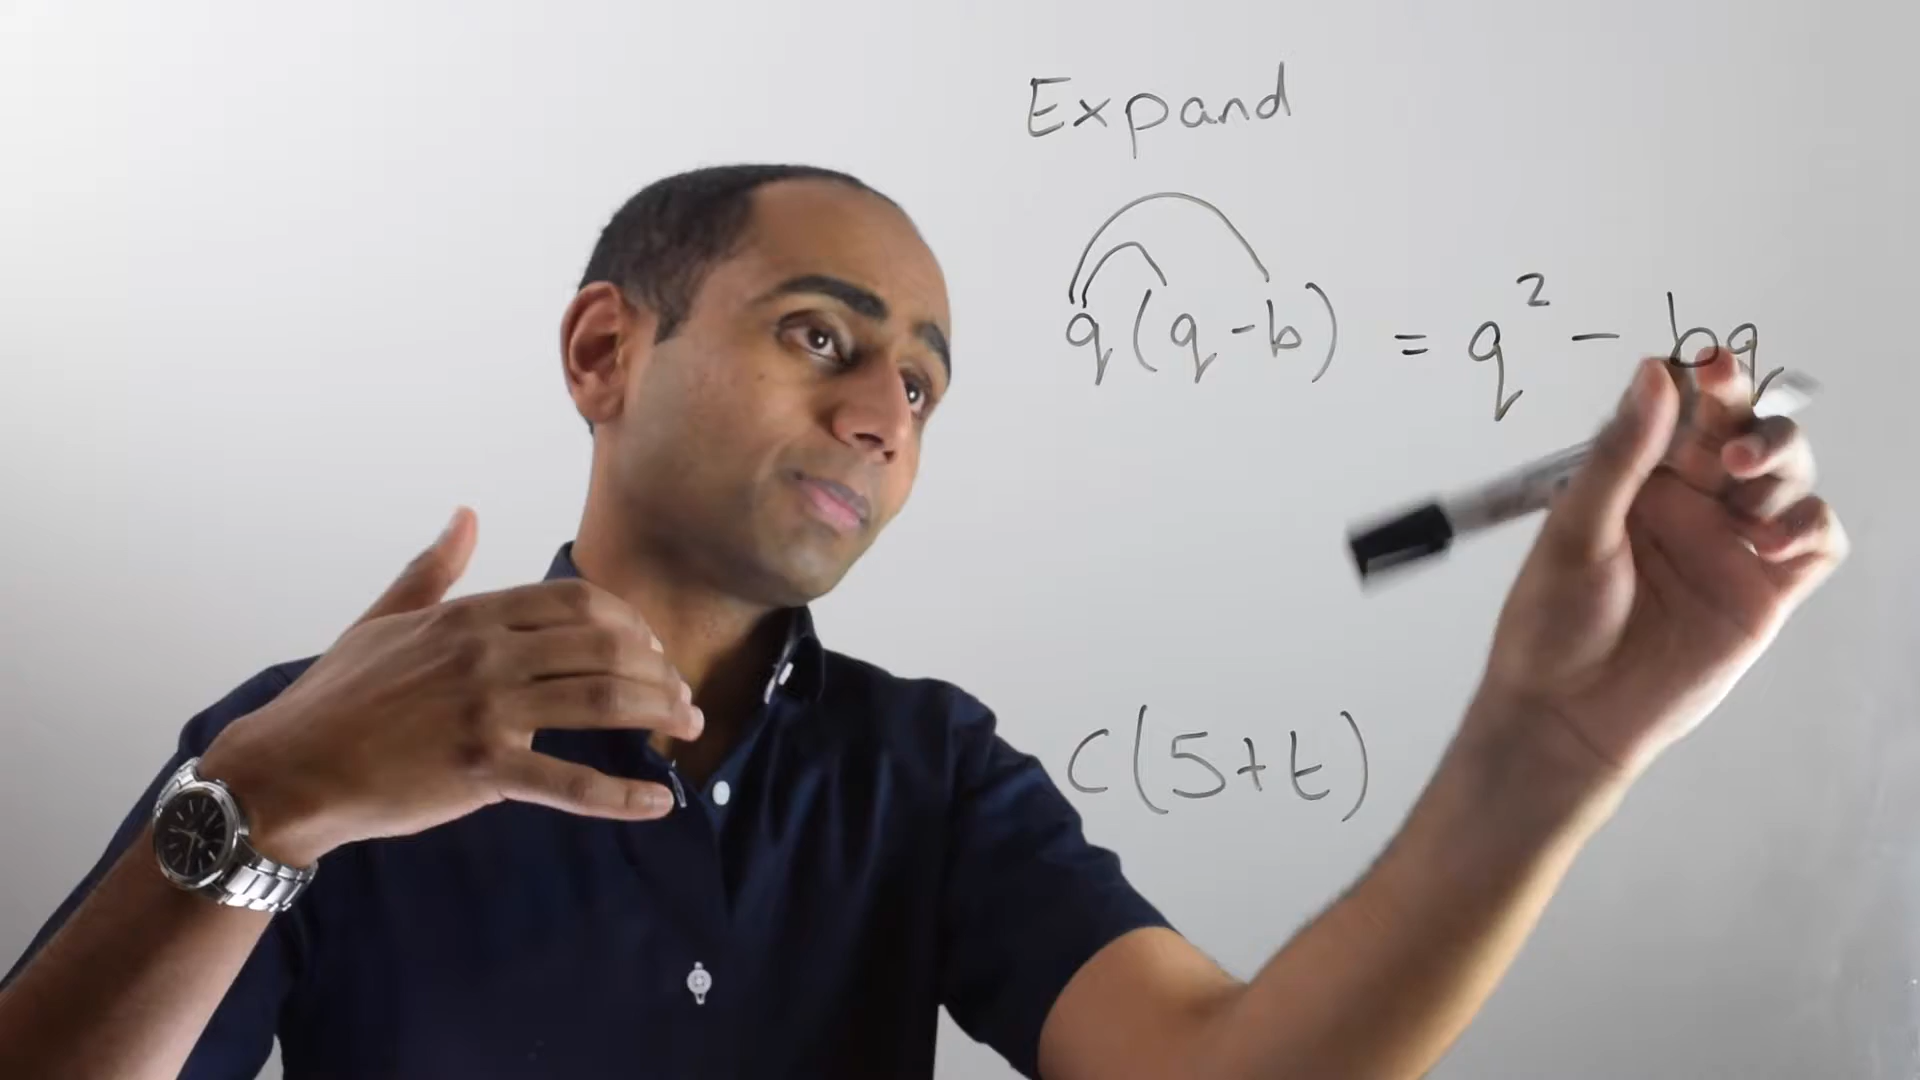 Expand
q(q-b) = q² - bq
c(5+t)